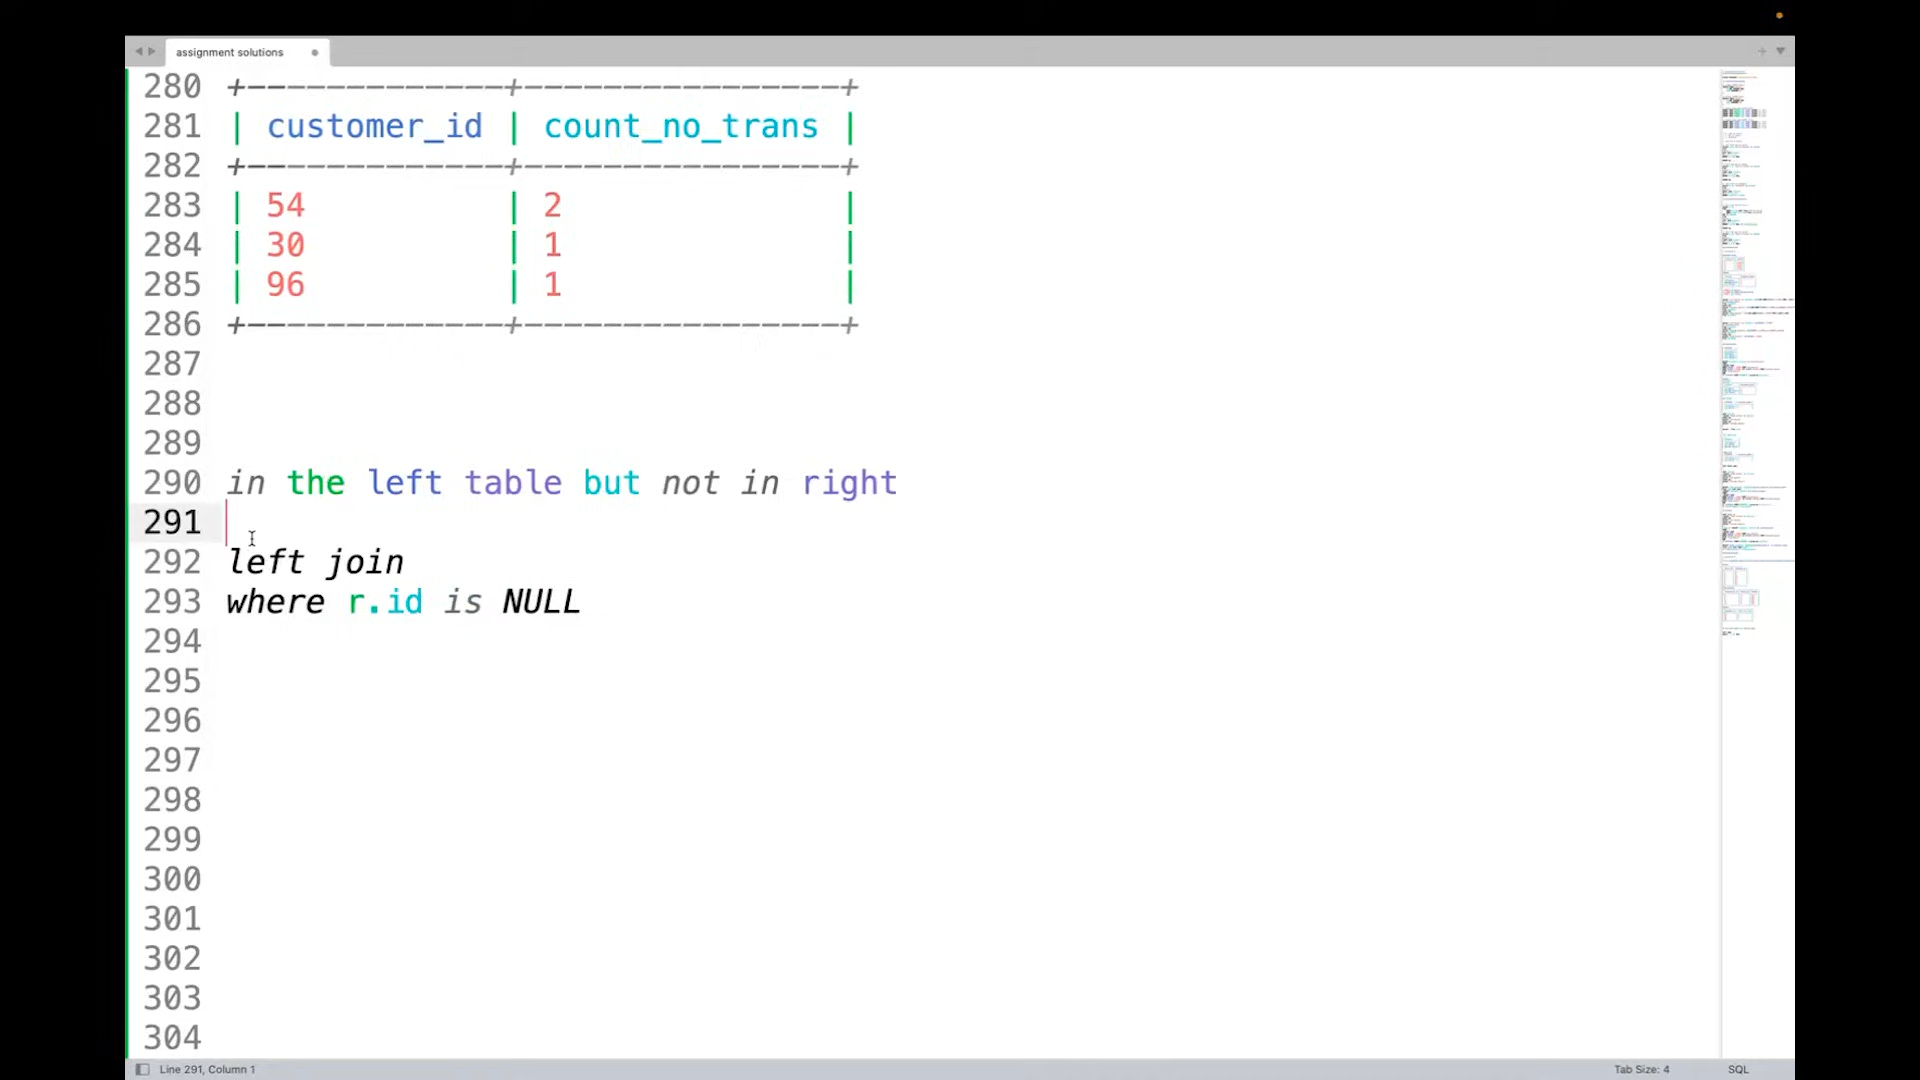 assignment solutions
280 +--------------+-----------------+
281 | customer_id | count_no_trans |
282 +--------------+-----------------+
283 | 54 | 2 |
284 | 30 | 1 |
285 | 96 | 1 |
286 +--------------+-----------------+
287
288
289
290 in the left table but not in right
291
292 left join
293 where r.id is NULL
294
295
296
297
298
299
300
301
302
303
304
Line 291, Column 1
Tab Size: 4
SQL